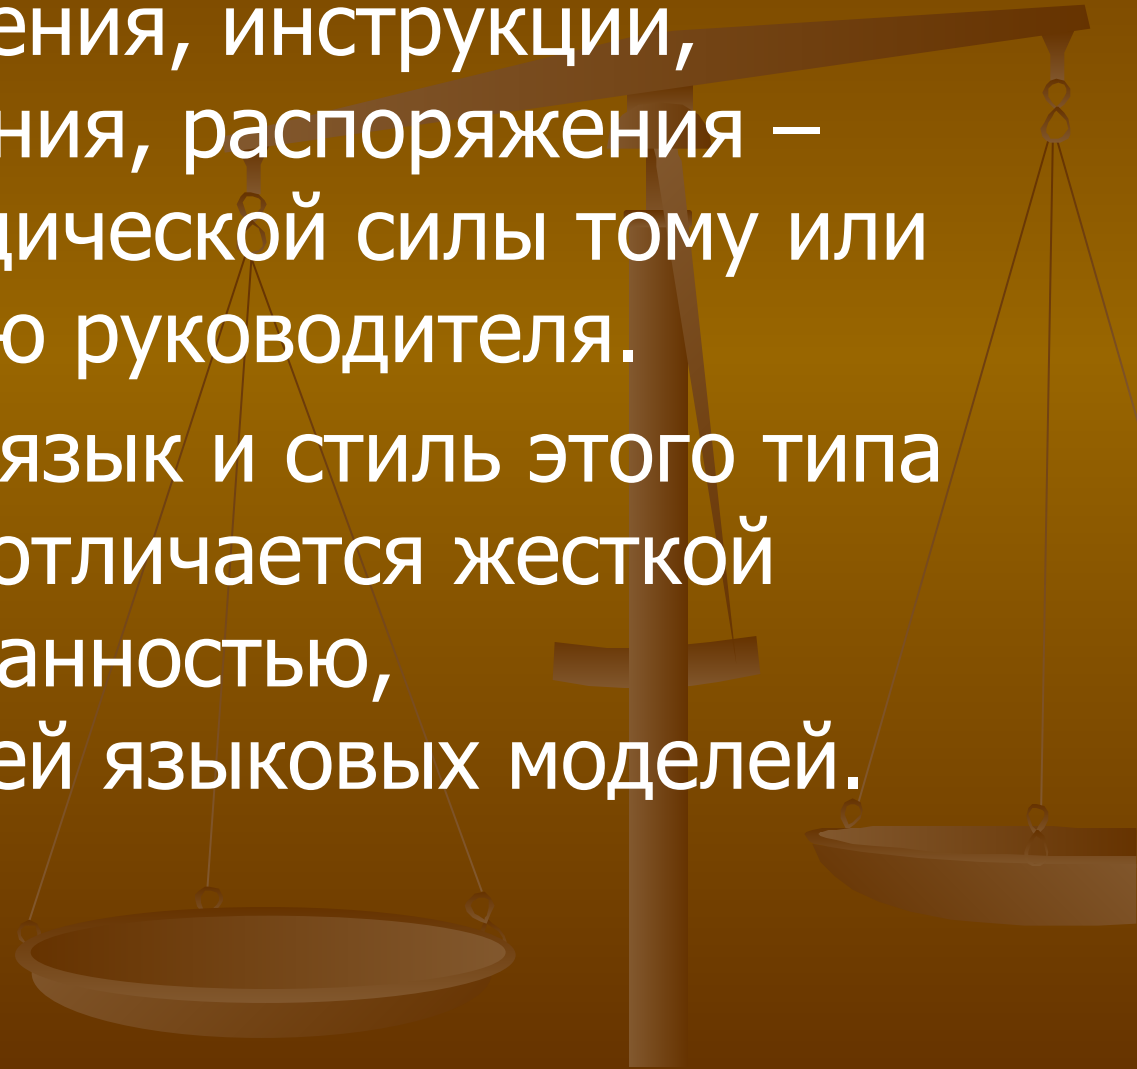 ения, инструкции,
ния, распоряжения –
дической силы тому или
ю руководителя.
язык и стиль этого типа
отличается жесткой
анностью,
ей языковых моделей.